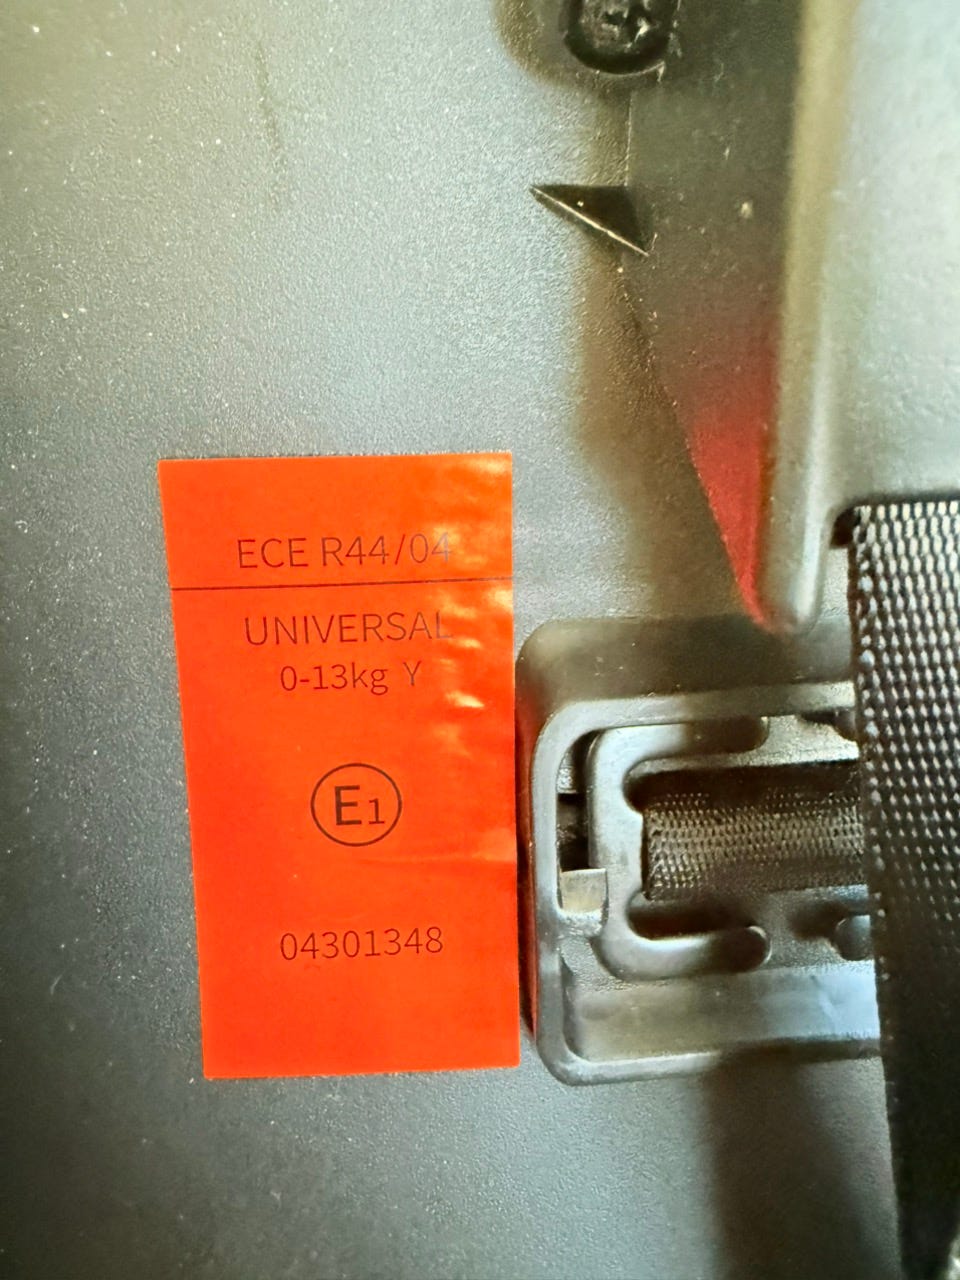 ECE R44/04
UNIVERSAL
0-13kg Y
E1
04301348